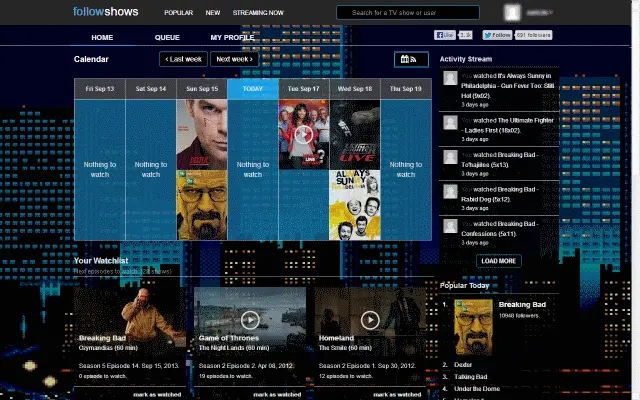 followshows
POPULAR NEW STREAMING NOW
Search for a TV show or user
HOME QUEUE MY PROFILE
Like 3.3k Follow 691 followers
Calendar
< Last week Next week >
Fri Sep 13 Sat Sep 14 Sun Sep 15 TODAY Tue Sep 17 Wed Sep 18 Thu Sep 19
Nothing to watch
Nothing to watch
Nothing to watch
Nothing to watch
LIVE
SUNNY
PHILADELPHIA
Your Watchlist
Next episodes to watch
Breaking Bad
Ozymandias (60 min)
Season 5 Episode 14. Sep 15, 2013.
0 episode to watch.
Game of Thrones
The Night Lands (60 min)
Season 2 Episode 2. Apr 08, 2012.
19 episodes to watch.
Homeland
The Smile (60 min)
Season 2 Episode 1. Sep 30, 2012.
12 episodes to watch.
mark as watched mark as watched mark as watched
Activity Stream
You watched It's Always Sunny in
Philadelphia - Gun Fever Too: Still
Hot (9x02).
3 days ago
You watched The Ultimate Fighter
- Ladies First (18x02).
3 days ago
You watched Breaking Bad -
To'hajiilee (5x13).
3 days ago
You watched Breaking Bad -
Rabid Dog (5x12).
3 days ago
You watched Breaking Bad -
Confessions (5x11).
3 days ago
LOAD MORE
Popular Today
1. Breaking Bad
10948 followers.
2. Dexter
3. Talking Bad
4. Under the Dome